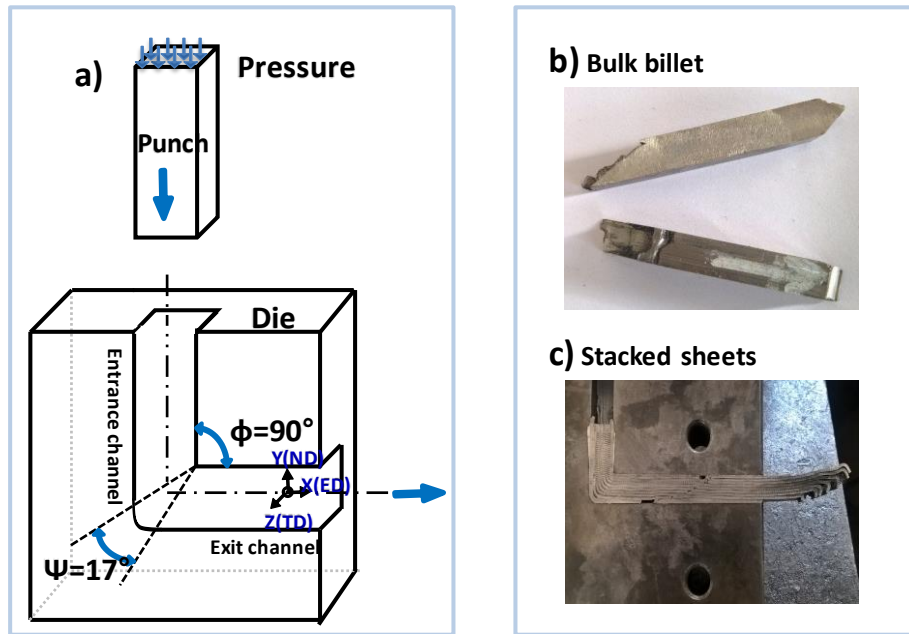 a)
Pressure
Punch
Die
Entrance channel
ϕ=90°
Y(ND)
X(ED)
Z(TD)
Exit channel
Ψ=17°
b) Bulk billet
c) Stacked sheets